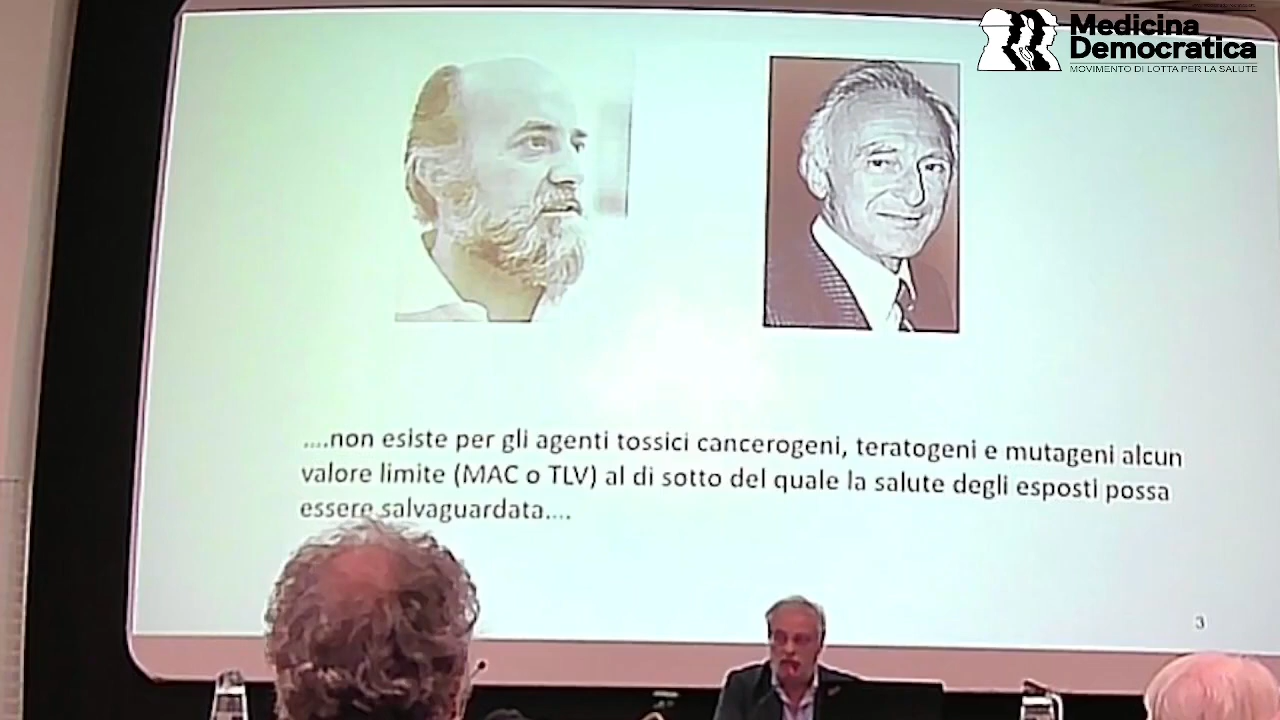 Medicina
Democratica
MOVIMENTO DI LOTTA PER LA SALUTE
....non esiste per gli agenti tossici cancerogeni, teratogeni e mutageni alcun
valore limite (MAC o TLV) al di sotto del quale la salute degli esposti possa
essere salvaguardata....
3